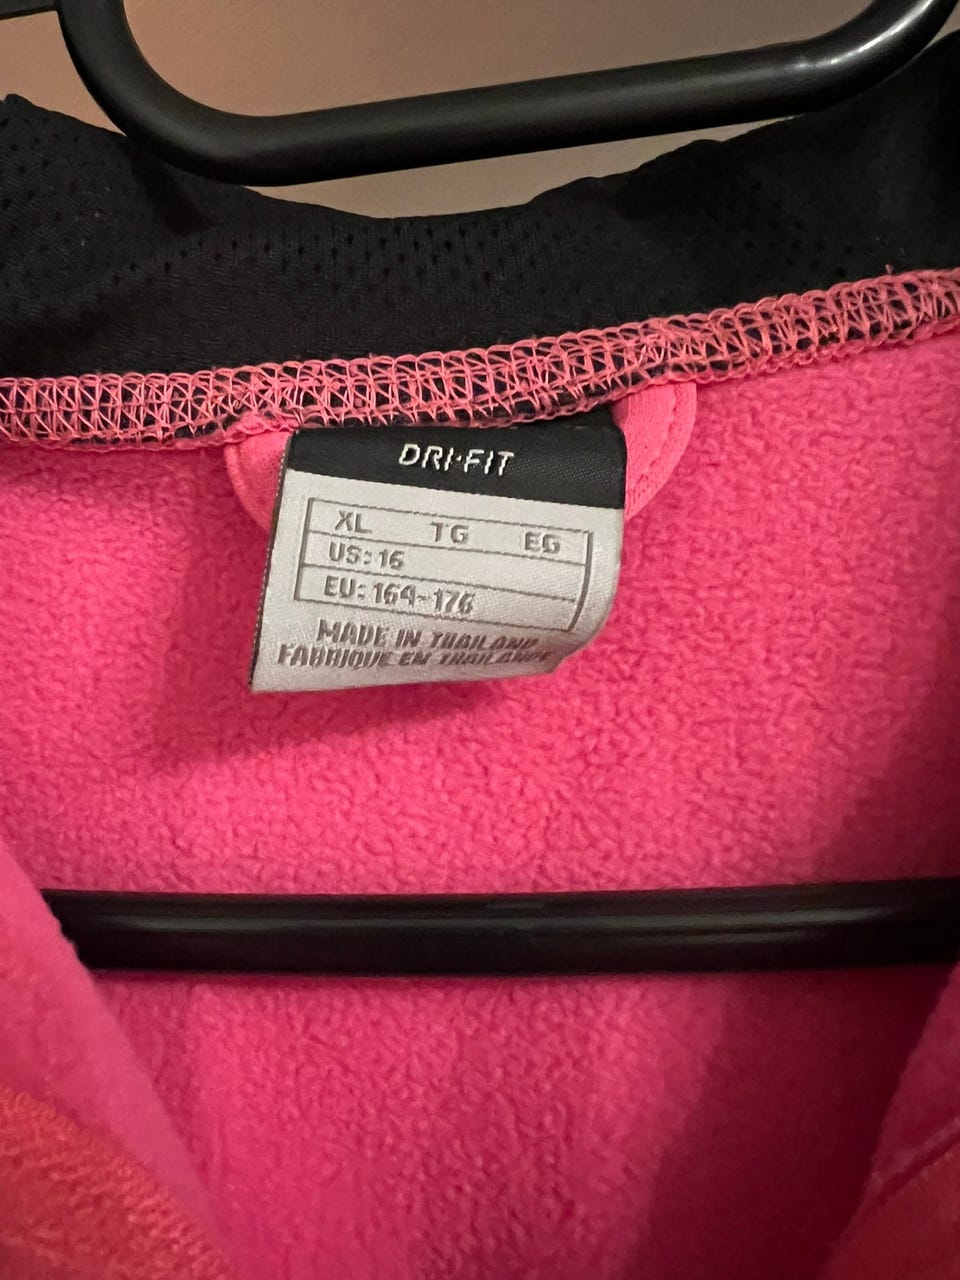 DRI-FIT
XL TG EG
US: 16
EU: 164-176
MADE IN THAILAND
FABRIQUE EN THAILANDE